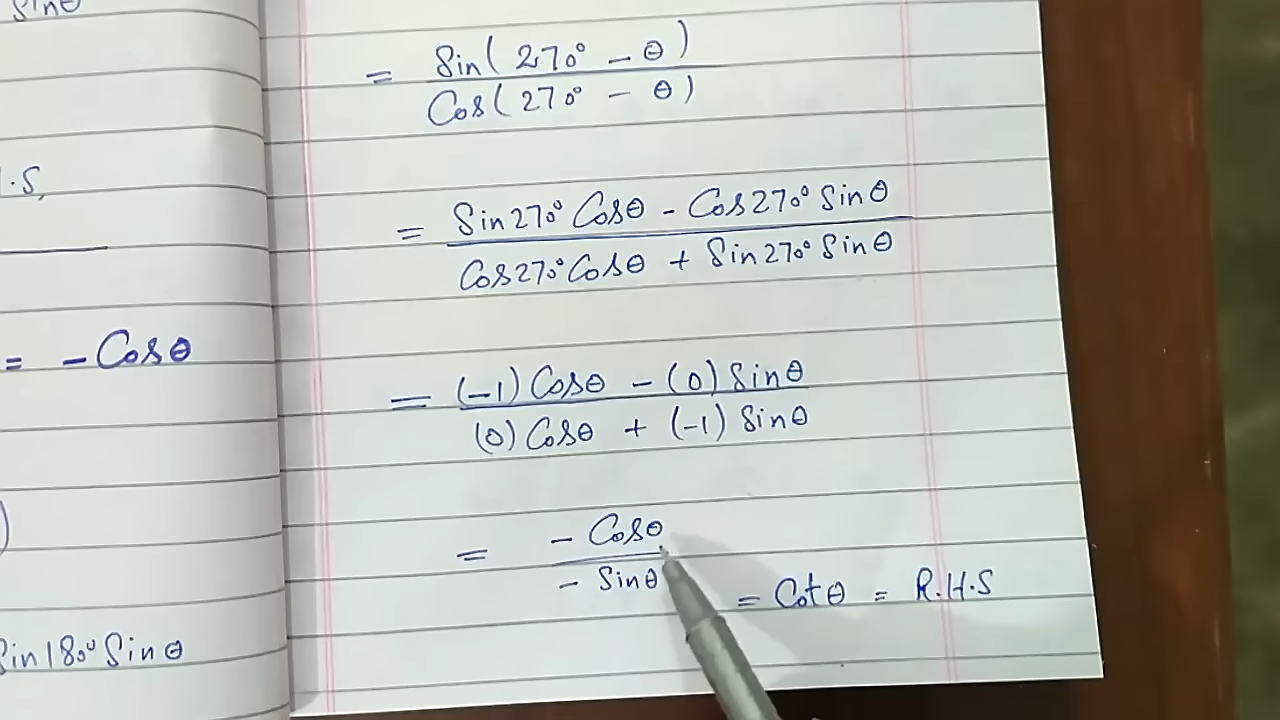 Sinθ
.S,
= -Cosθ
)
Sin180° Sinθ
= Sin(270° - θ)
Cos(270° - θ)
= Sin270° Cosθ - Cos270° Sinθ
Cos270° Cosθ + Sin270° Sinθ
= (-1) Cosθ - (0) Sinθ
(0) Cosθ + (-1) Sinθ
= - Cosθ
- Sinθ
= Cotθ = R.H.S